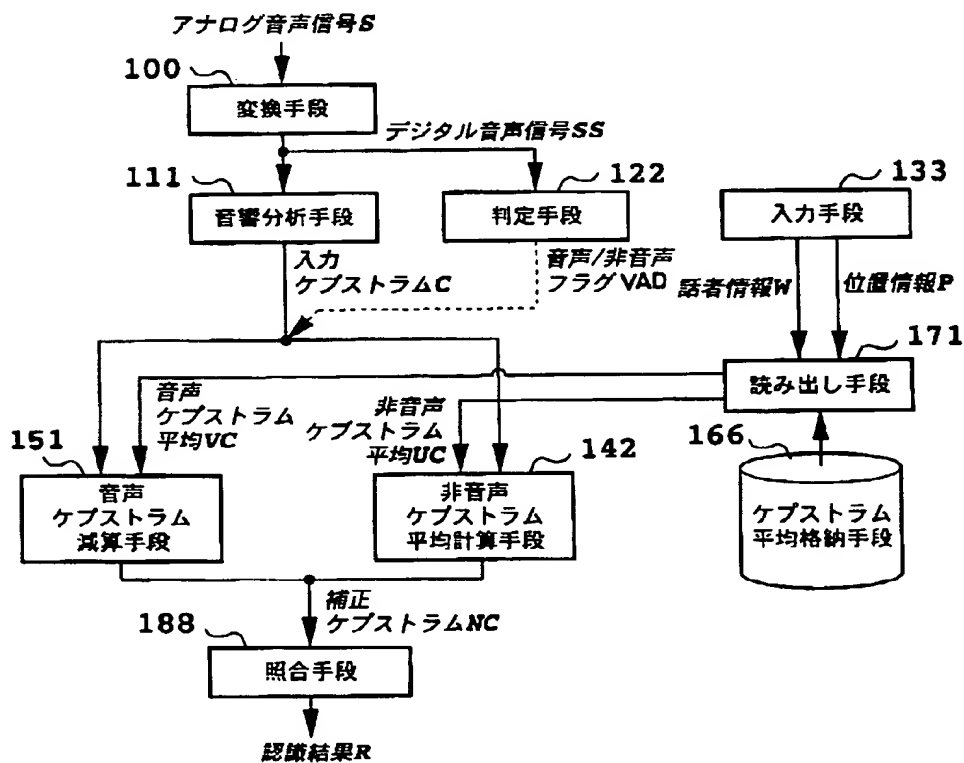 アナログ音声信号S
100
変換手段
デジタル音声信号SS
111
音響分析手段
122
判定手段
133
入力手段
入力
ケプストラムC
音声/非音声
フラグVAD
話者情報W
位置情報P
171
読み出し手段
音声
ケプストラム
平均VC
非音声
ケプストラム
平均UC
151
音声
ケプストラム
減算手段
142
非音声
ケプストラム
平均計算手段
166
ケプストラム
平均格納手段
補正
ケプストラムNC
188
照合手段
認識結果R